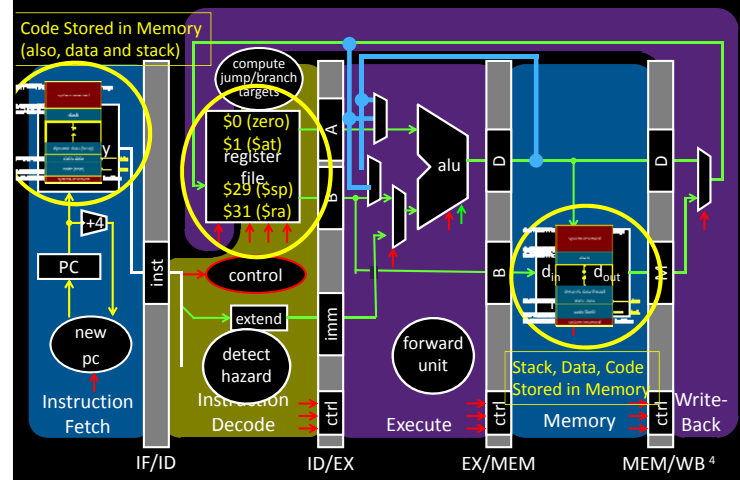 Code Stored in Memory
(also, data and stack)
compute
jump/branch
targets
$0 (zero)
$1 ($at)
register
file
$29 ($sp)
$31 ($ra)
A
B
alu
D
B
D
M
y
+4
PC
new
pc
inst
control
extend
detect
hazard
imm
ctrl
forward
unit
ctrl
d_in
d_out
ctrl
Stack, Data, Code
Stored in Memory
Instruction
Fetch
Instruction
Decode
Execute
Memory
Write-
Back
IF/ID
ID/EX
EX/MEM
MEM/WB 4